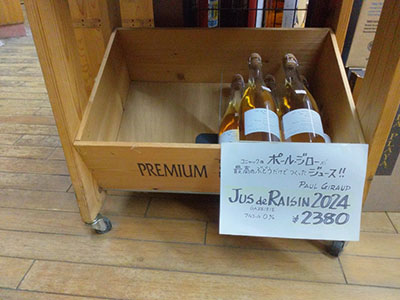 PREMIUM
コニャックの ポールジローが
最高のぶどうだけでつくったジュース!!
PAUL GIRAUD
JUS de RAISIN 2024
アルコール 0%
¥2380